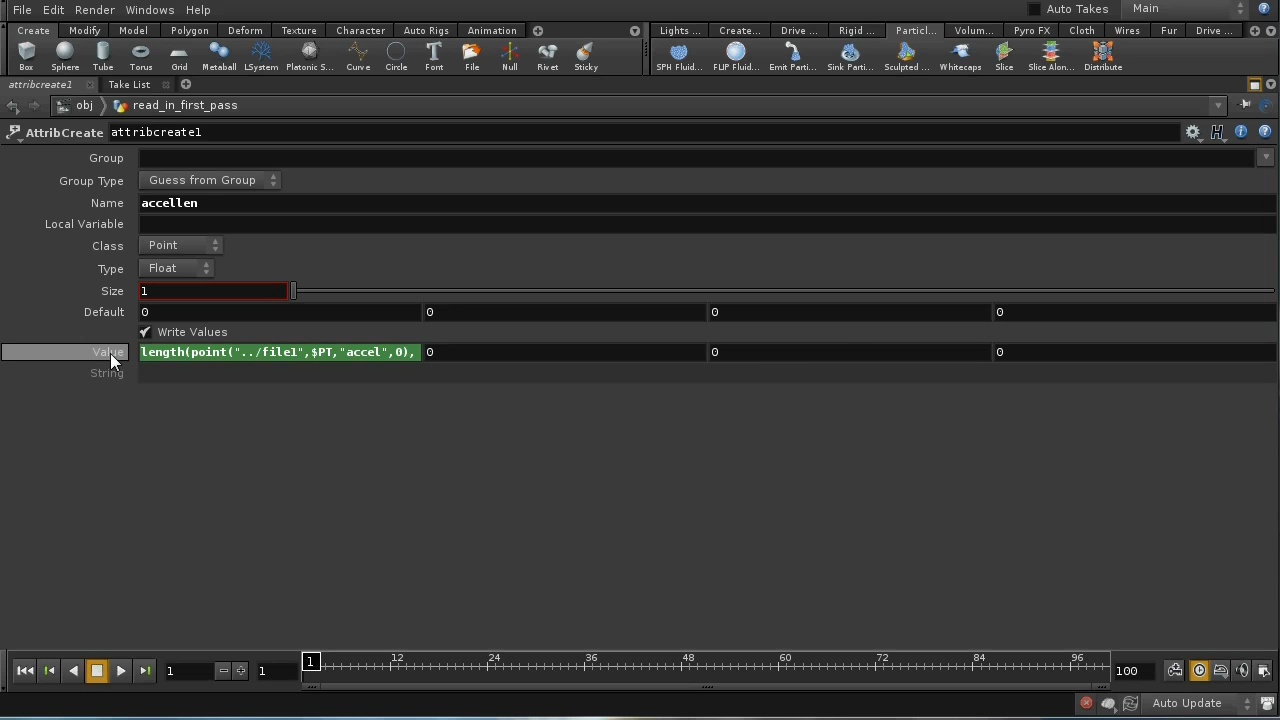 File Edit Render Windows Help Auto Takes Main
Create Modify Model Polygon Deform Texture Character Auto Rigs Animation Lights ... Create... Drive ... Rigid ... Particl... Volum... Pyro FX Cloth Wires Fur Drive ...
Box Sphere Tube Torus Grid Metaball LSystem Platonic S... Curve Circle Font File Null Rivet Sticky SPH Fluid... FLIP Fluid... Emit Parti... Sink Parti... Sculpted ... Whitecaps Slice Slice Alon... Distribute
attribcreate1 Take List
obj read_in_first_pass
AttribCreate attribcreate1
Group
Group Type Guess from Group
Name accellen
Local Variable
Class Point
Type Float
Size 1
Default 0 0 0 0
Write Values
Value length(point("../file1",$PT,"accel",0), 0 0 0
String
1 1 1 12 24 36 48 60 72 84 96 100
Auto Update